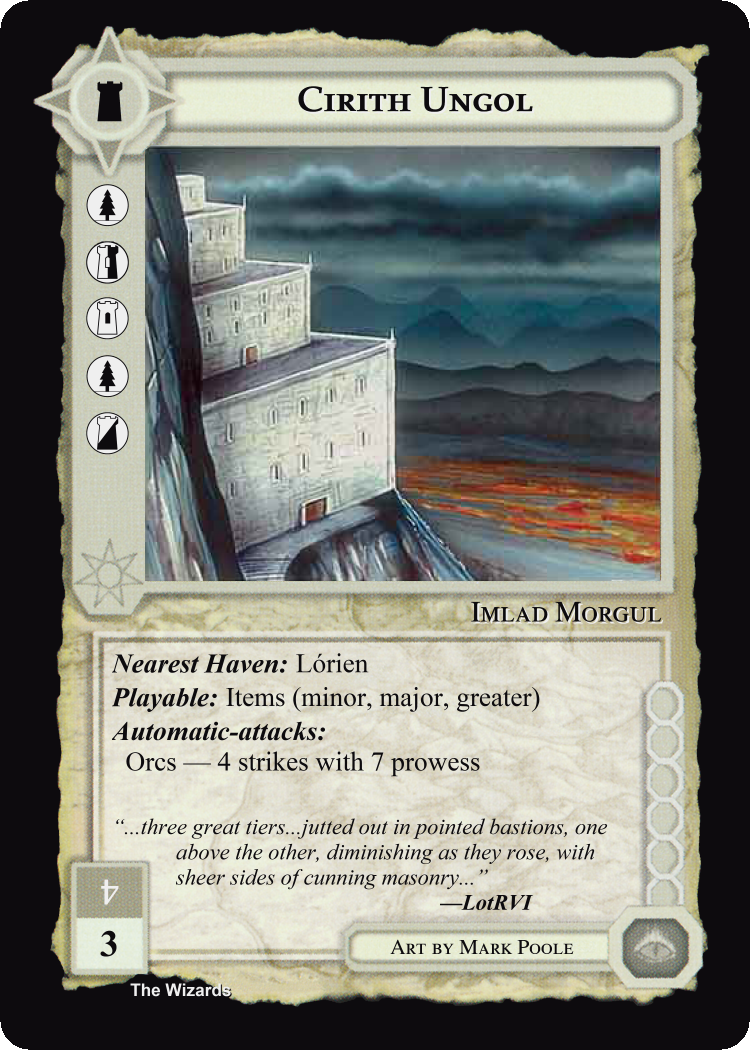 Cirith Ungol
Imlad Morgul
Nearest Haven: Lórien
Playable: Items (minor, major, greater)
Automatic-attacks:
Orcs — 4 strikes with 7 prowess
“...three great tiers...jutted out in pointed bastions, one
above the other, diminishing as they rose, with
sheer sides of cunning masonry...”
—LotRVI
4
3
Art by Mark Poole
The Wizards